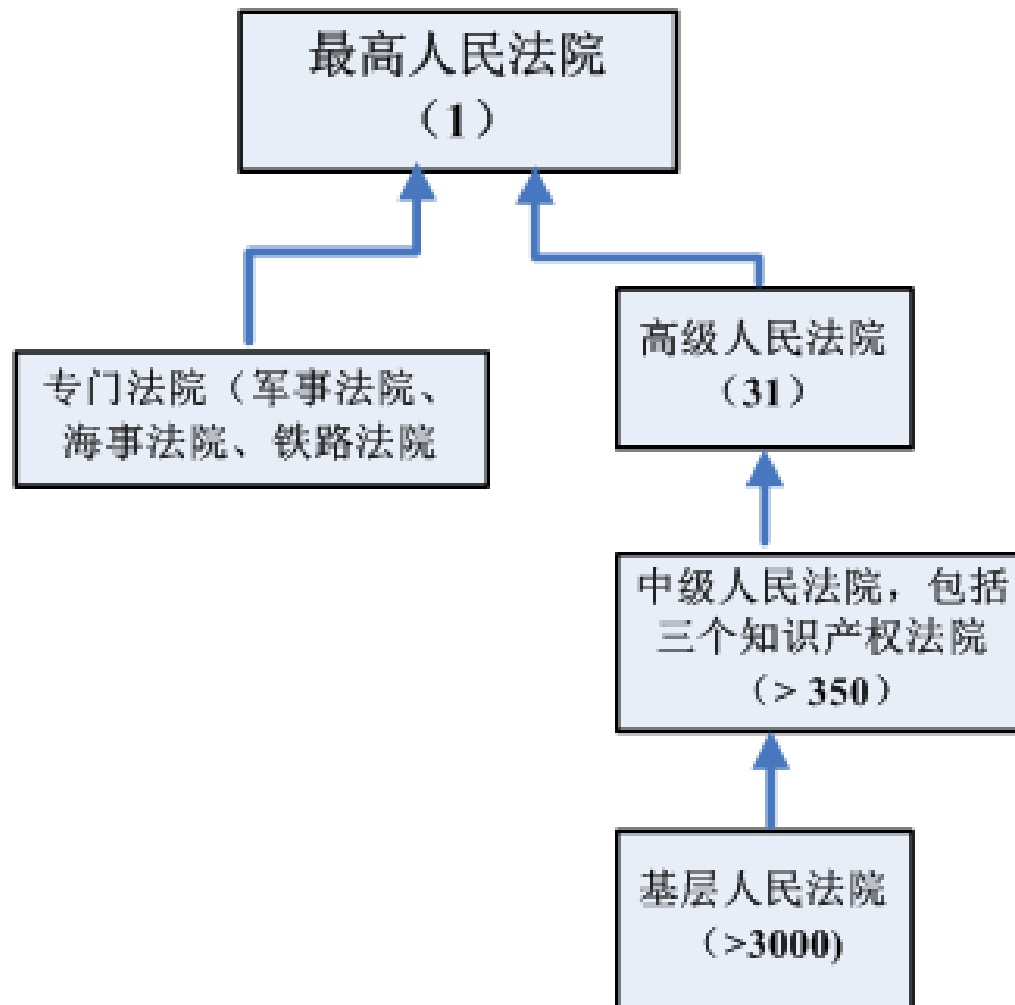 最高人民法院
（1）
专门法院（军事法院、
海事法院、铁路法院
高级人民法院
（31）
中级人民法院，包括
三个知识产权法院
（> 350）
基层人民法院
（>3000)